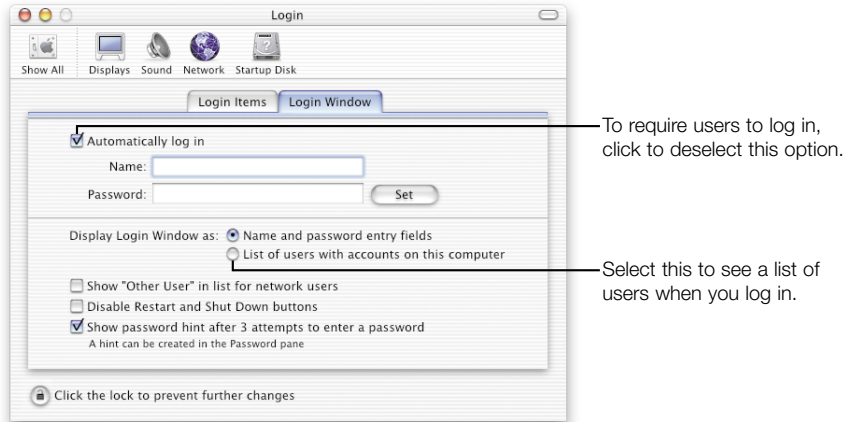 Login
Show All
Displays
Sound
Network
Startup Disk
Login Items
Login Window
Automatically log in
Name:
Password:
Set
Display Login Window as:
Name and password entry fields
List of users with accounts on this computer
Show "Other User" in list for network users
Disable Restart and Shut Down buttons
Show password hint after 3 attempts to enter a password
A hint can be created in the Password pane
Click the lock to prevent further changes
To require users to log in,
click to deselect this option.
Select this to see a list of
users when you log in.